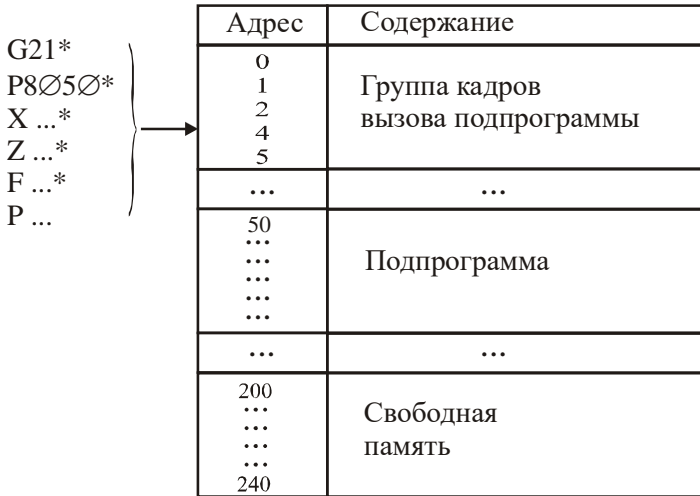 G21*
P8∅5∅*
X ...*
Z ...*
F ...*
P ...
Адрес Содержание
0
1
2
4
5
Группа кадров
вызова подпрограммы
... ...
50
...
...
...
...
Подпрограмма
... ...
200
...
...
...
...
240
Свободная
память